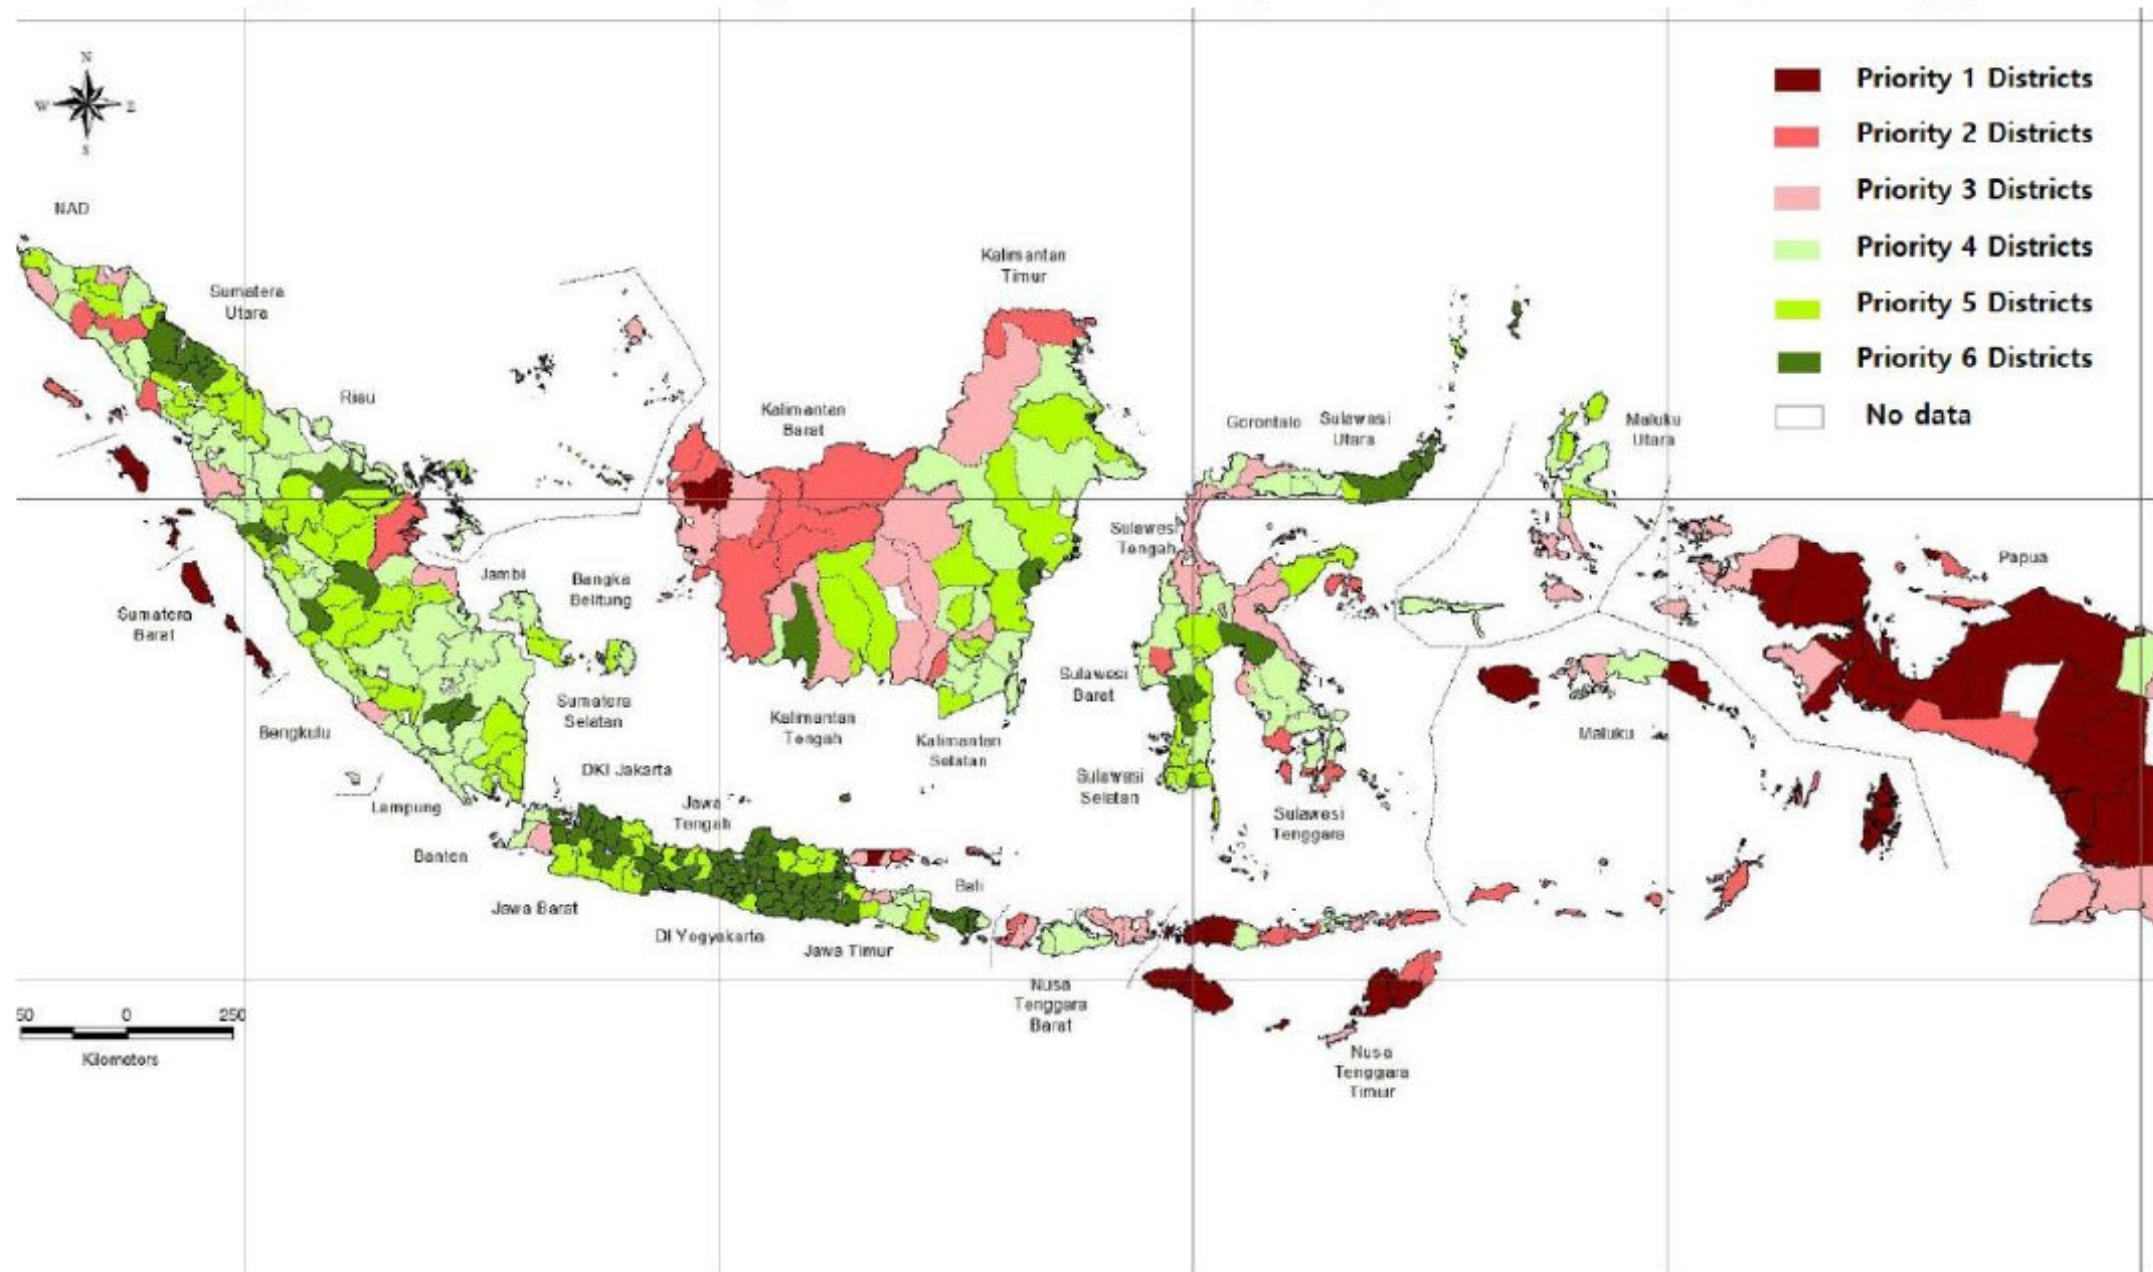 N
W
E
S
Priority 1 Districts
Priority 2 Districts
Priority 3 Districts
Priority 4 Districts
Priority 5 Districts
Priority 6 Districts
No data
NAD
Sumatera
Utara
Riau
Kalimantan
Timur
Kalimantan
Barat
Gorontalo
Sulawesi
Utara
Maluku
Utara
Sulawesi
Tengah
Papua
Jambi
Bangka
Belitung
Sumatera
Barat
Sumatera
Selatan
Sulawesi
Barat
Bengkulu
Kalimantan
Tengah
Kalimantan
Selatan
Maluku
DKI Jakarta
Sulawesi
Selatan
Lampung
Jawa
Tengah
Sulawesi
Tenggara
Banten
Bali
Jawa Barat
DI Yogyakarta
Jawa Timur
Nusa
Tenggara
Barat
50 0 250
Kilometers
Nusa
Tenggara
Timur